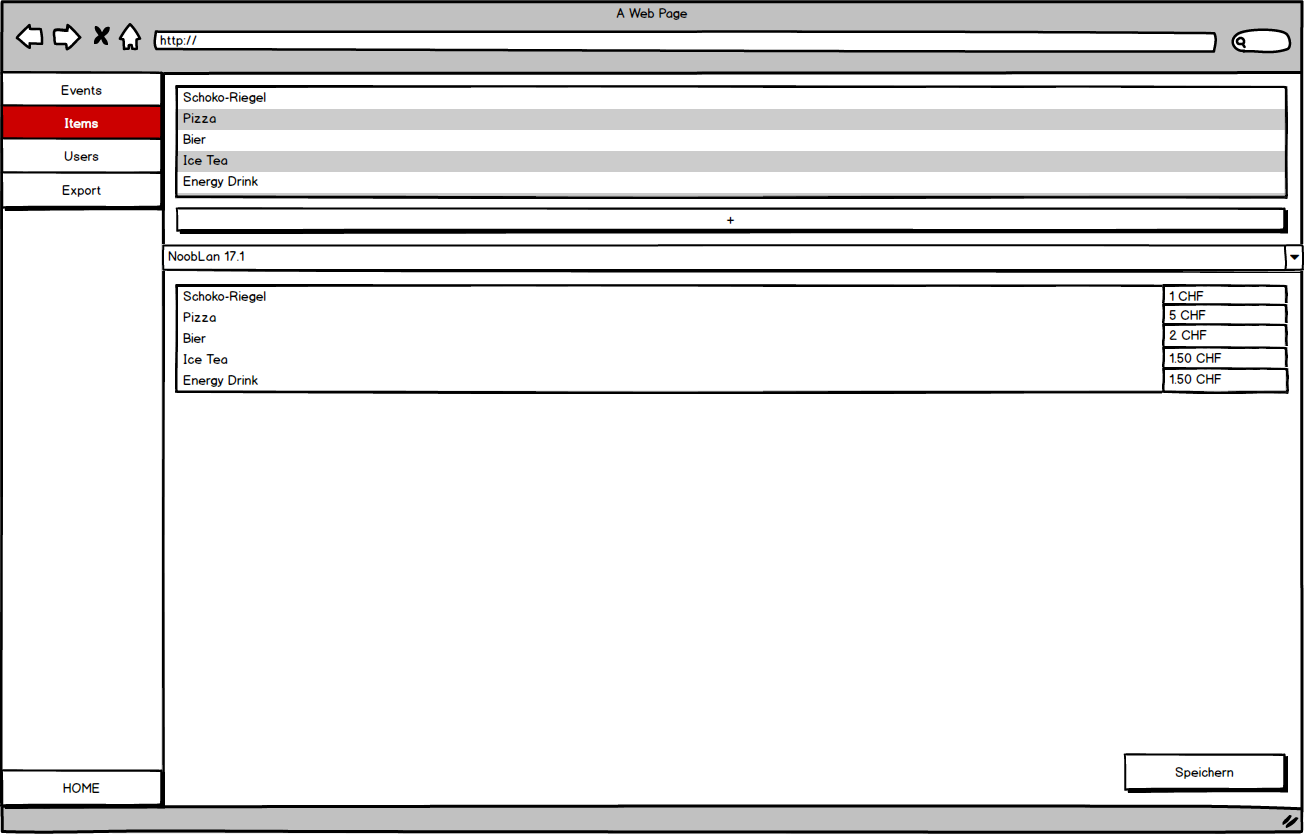 A Web Page
http://
Events
Items
Users
Export
HOME
Schoko-Riegel
Pizza
Bier
Ice Tea
Energy Drink
+
NoobLan 17.1
Schoko-Riegel 1 CHF
Pizza 5 CHF
Bier 2 CHF
Ice Tea 1.50 CHF
Energy Drink 1.50 CHF
Speichern